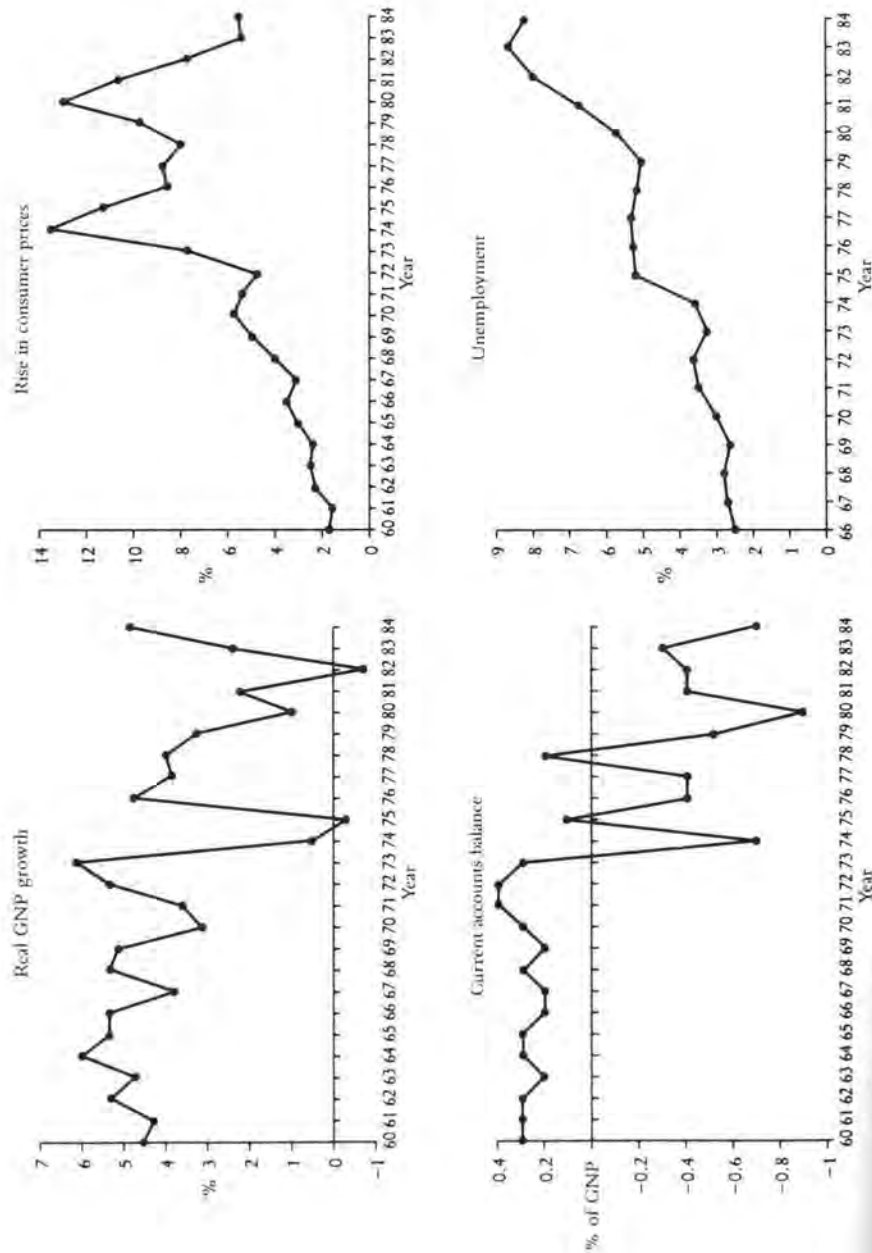 Real GNP growth
7
6
5
4
3
2
1
0
-1
%
60 61 62 63 64 65 66 67 68 69 70 71 72 73 74 75 76 77 78 79 80 81 82 83 84
Year
Rise in consumer prices
14
12
10
8
6
4
2
0
%
60 61 62 63 64 65 66 67 68 69 70 71 72 73 74 75 76 77 78 79 80 81 82 83 84
Year
Current accounts balance
0.4
0.2
% of GNP
-0.2
-0.4
-0.6
-0.8
-1
60 61 62 63 64 65 66 67 68 69 70 71 72 73 74 75 76 77 78 79 80 81 82 83 84
Year
Unemployment
9
8
7
6
5
4
3
2
1
0
%
66 67 68 69 70 71 72 73 74 75 76 77 78 79 80 81 82 83 84
Year